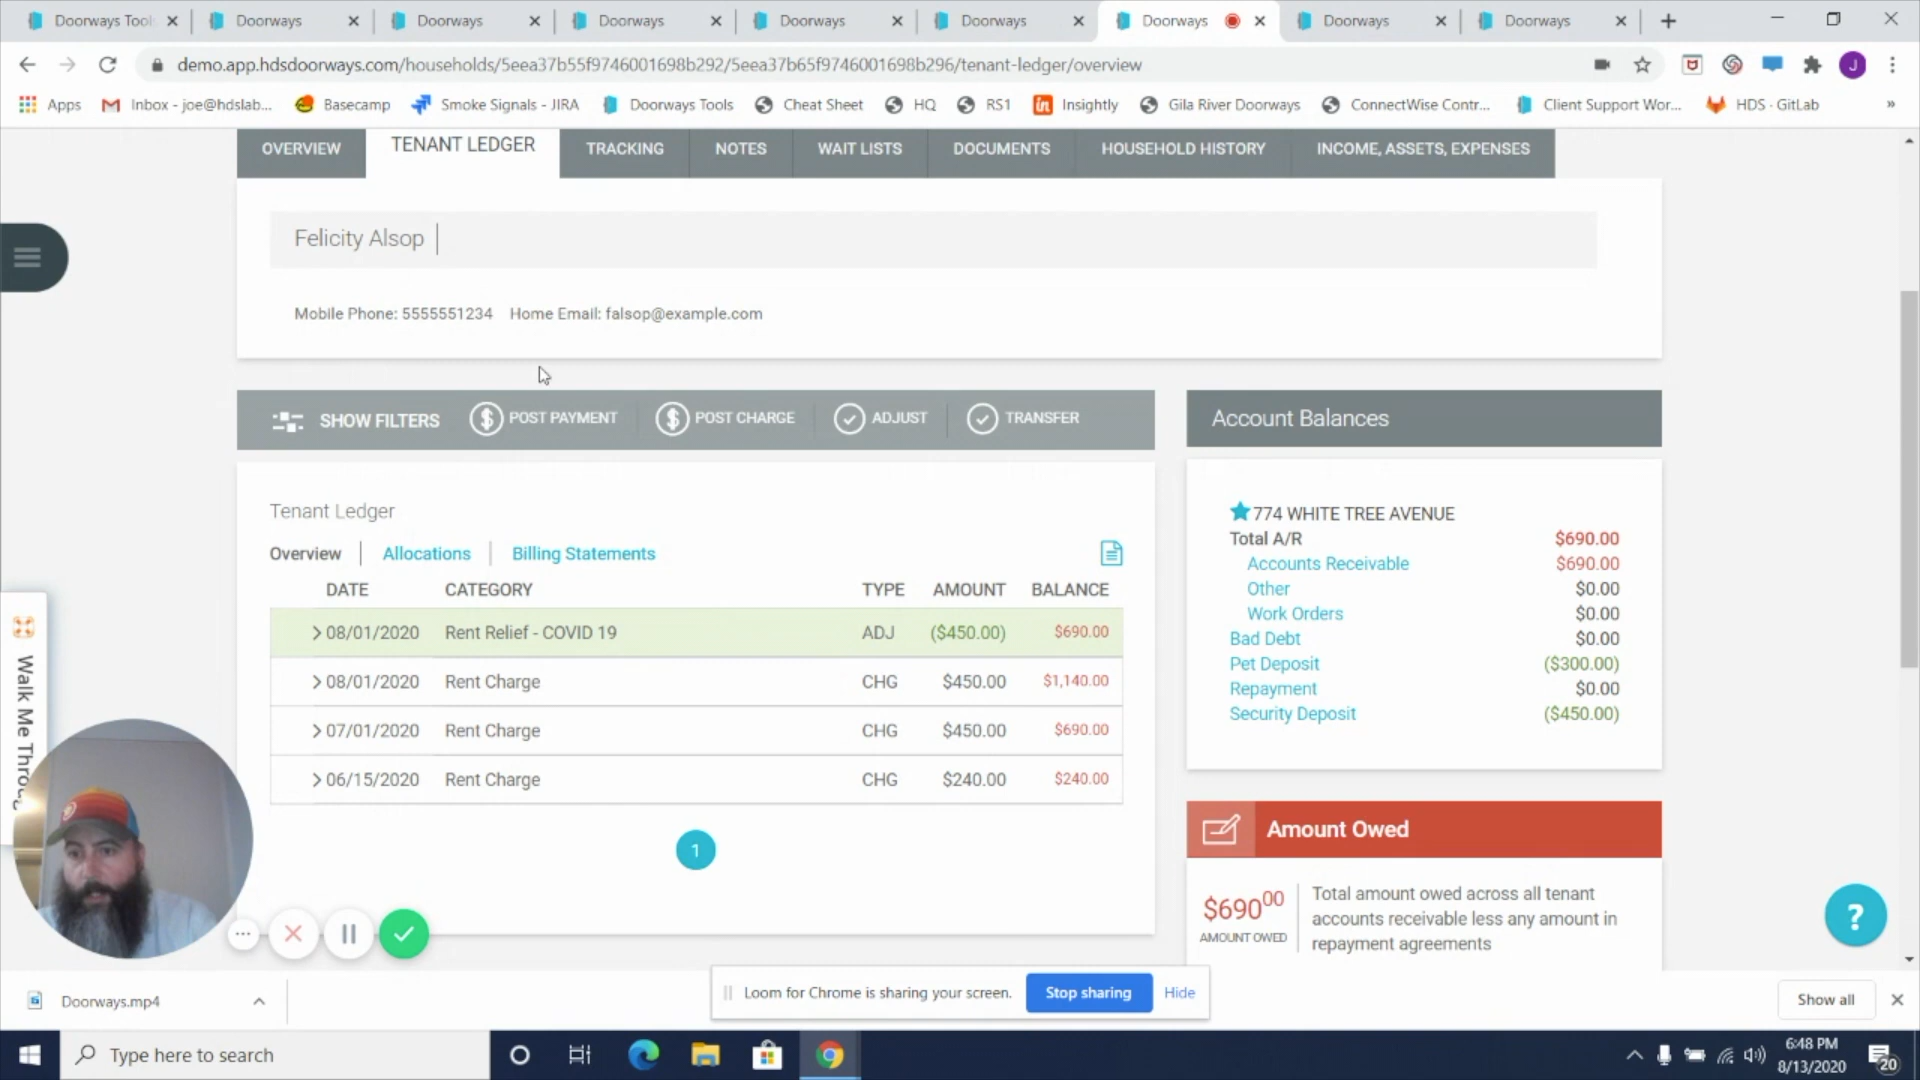 Doorways Tool
Doorways
Doorways
Doorways
Doorways
Doorways
Doorways
Doorways
Doorways
demo.app.hdsdoorways.com/households/5eea37b55f9746001698b292/5eea37b65f9746001698b296/tenant-ledger/overview
J
Apps
Inbox - joe@hdslab...
Basecamp
Smoke Signals - JIRA
Doorways Tools
Cheat Sheet
HQ
RS1
Insightly
Gila River Doorways
ConnectWise Contr...
Client Support Wor...
HDS · GitLab
OVERVIEW
TENANT LEDGER
TRACKING
NOTES
WAIT LISTS
DOCUMENTS
HOUSEHOLD HISTORY
INCOME, ASSETS, EXPENSES
Felicity Alsop
Mobile Phone: 5555551234 Home Email: falsop@example.com
SHOW FILTERS
POST PAYMENT
POST CHARGE
ADJUST
TRANSFER
Tenant Ledger
Overview
Allocations
Billing Statements
DATE CATEGORY TYPE AMOUNT BALANCE
08/01/2020 Rent Relief - COVID 19 ADJ ($450.00) $690.00
08/01/2020 Rent Charge CHG $450.00 $1,140.00
07/01/2020 Rent Charge CHG $450.00 $690.00
06/15/2020 Rent Charge CHG $240.00 $240.00
1
Account Balances
774 WHITE TREE AVENUE
Total A/R $690.00
Accounts Receivable $690.00
Other $0.00
Work Orders $0.00
Bad Debt $0.00
Pet Deposit ($300.00)
Repayment $0.00
Security Deposit ($450.00)
Amount Owed
$690.00
AMOUNT OWED
Total amount owed across all tenant
accounts receivable less any amount in
repayment agreements
Walk Me Throug
?
Loom for Chrome is sharing your screen.
Stop sharing
Hide
Doorways.mp4
Show all
Type here to search
6:48 PM
8/13/2020
20